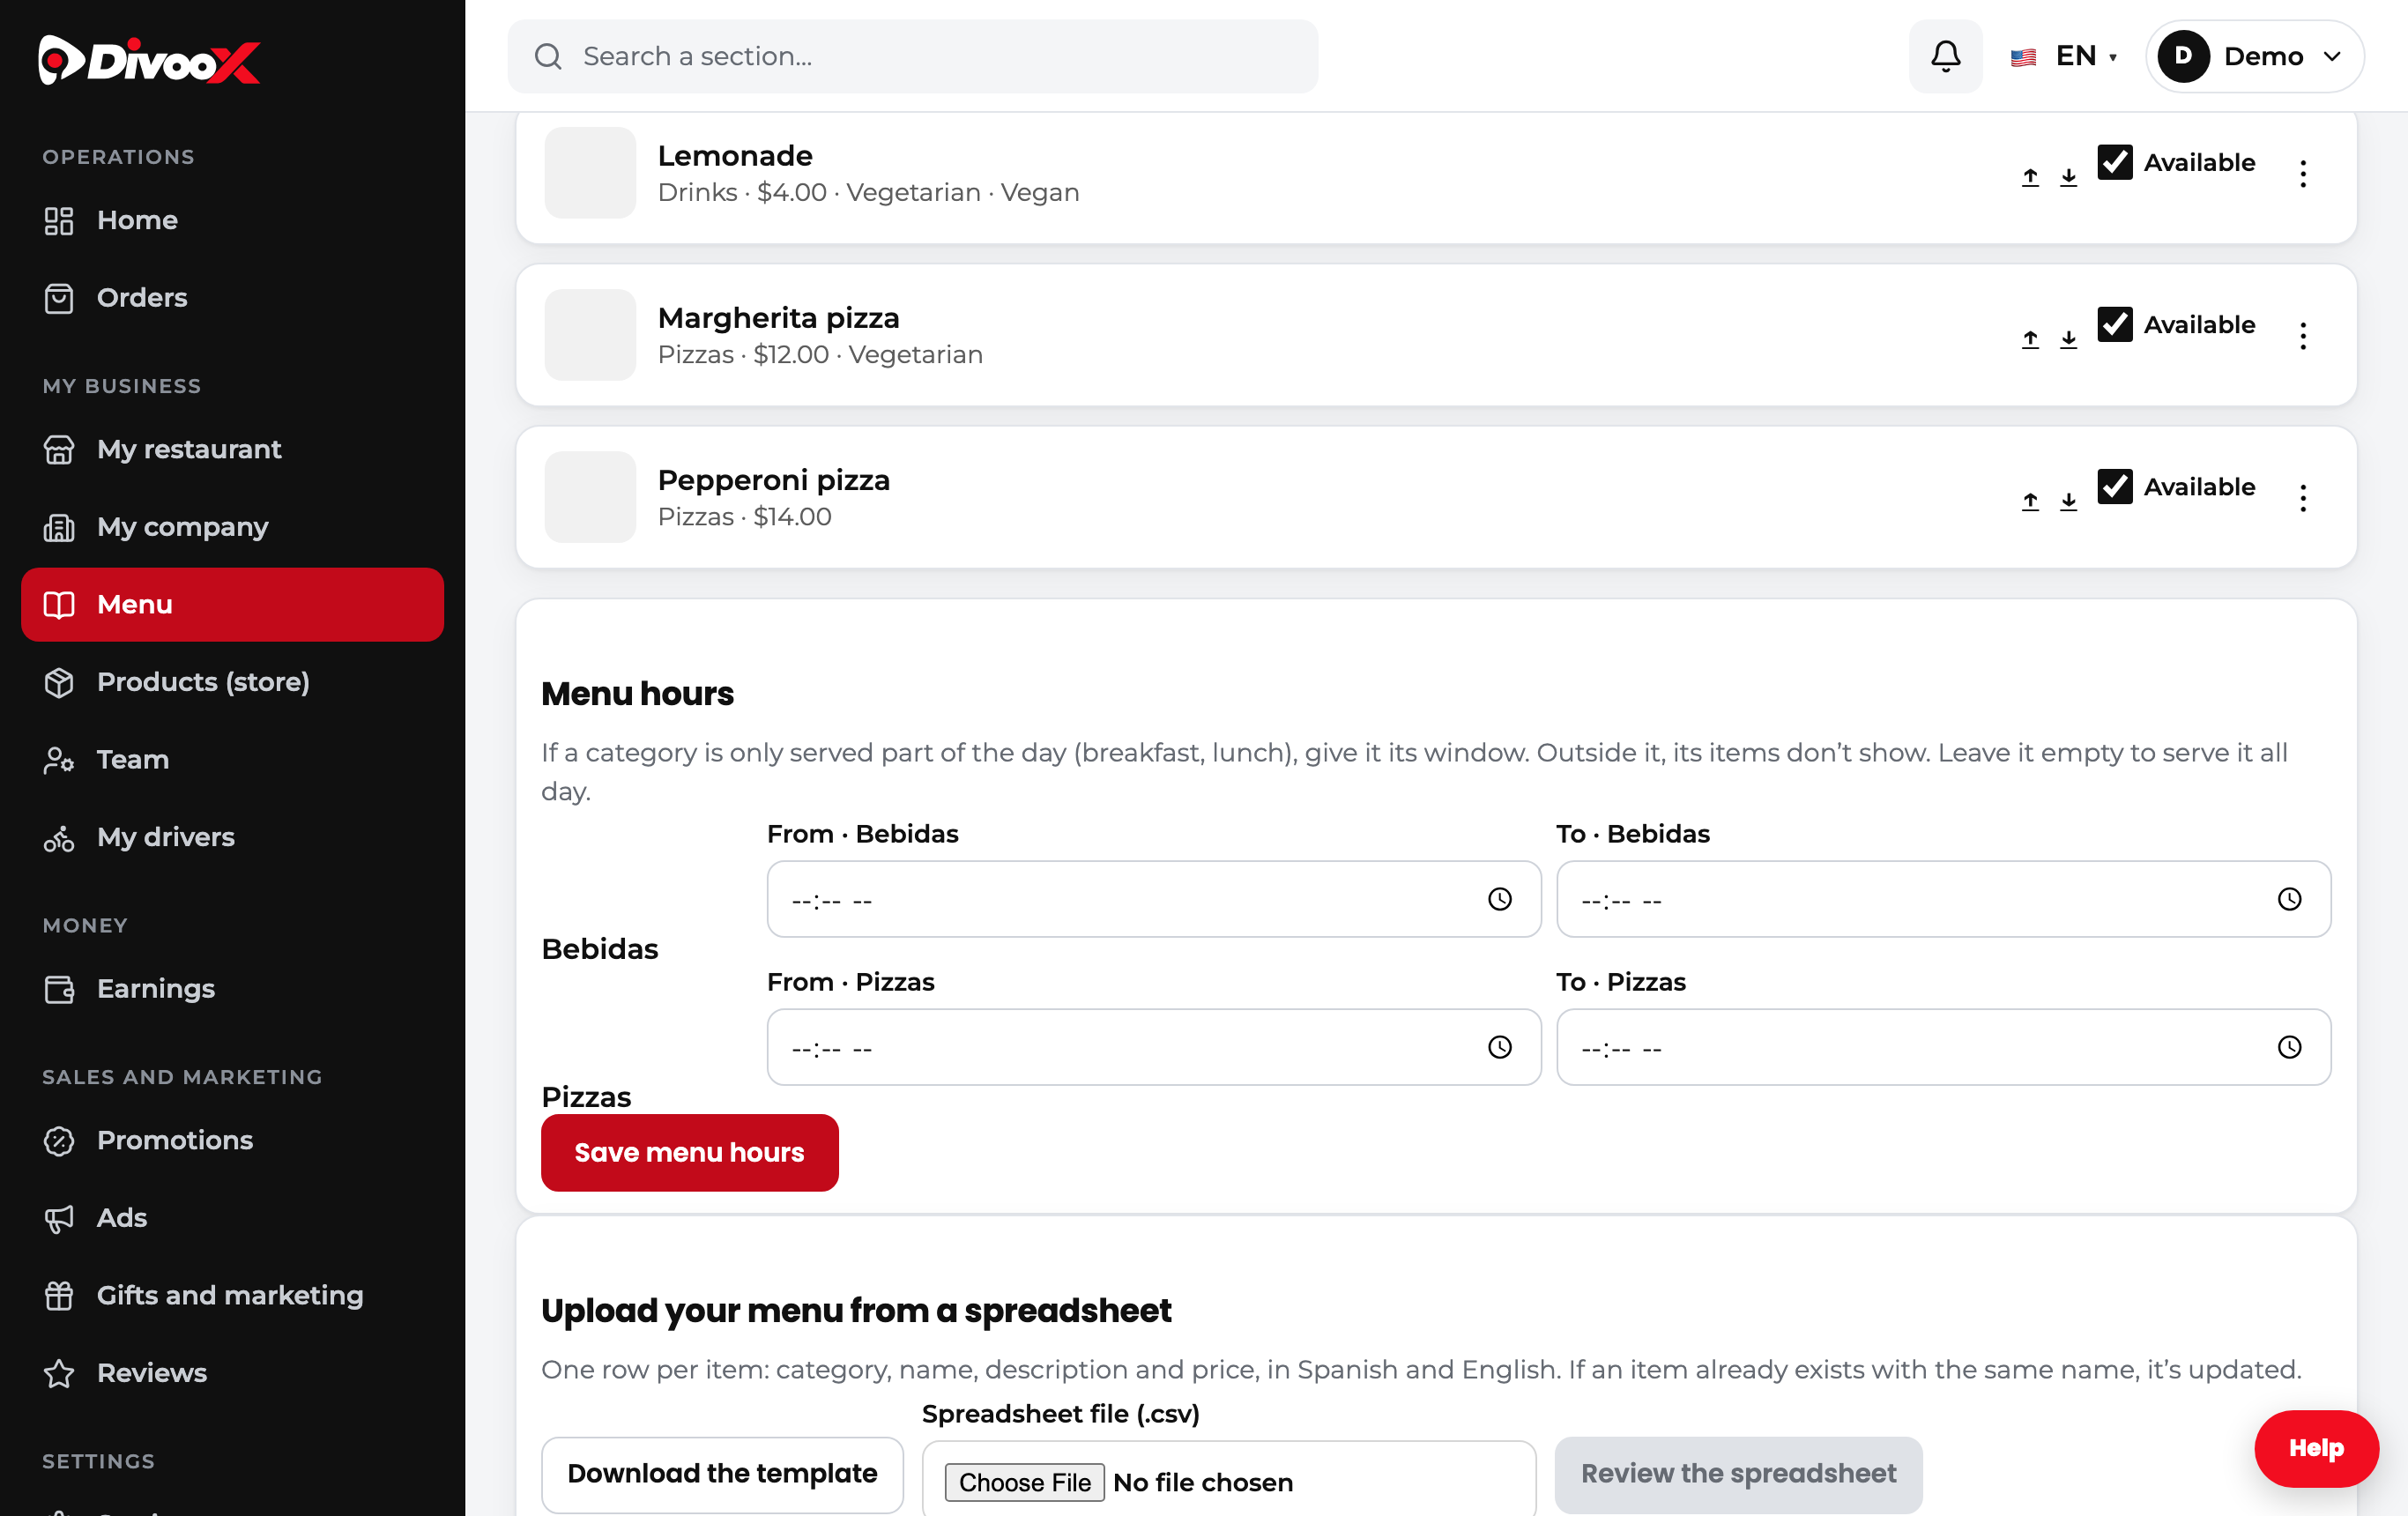 DivooX
Search a section...
EN
D
Demo
OPERATIONS
Home
Orders
MY BUSINESS
My restaurant
My company
Menu
Products (store)
Team
My drivers
MONEY
Earnings
SALES AND MARKETING
Promotions
Ads
Gifts and marketing
Reviews
SETTINGS
Lemonade
Drinks · $4.00 · Vegetarian · Vegan
Available
Margherita pizza
Pizzas · $12.00 · Vegetarian
Available
Pepperoni pizza
Pizzas · $14.00
Available
Menu hours
If a category is only served part of the day (breakfast, lunch), give it its window. Outside it, its items don’t show. Leave it empty to serve it all
day.
From · Bebidas
To · Bebidas
--:-- --
--:-- --
Bebidas
From · Pizzas
To · Pizzas
--:-- --
--:-- --
Pizzas
Save menu hours
Upload your menu from a spreadsheet
One row per item: category, name, description and price, in Spanish and English. If an item already exists with the same name, it’s updated.
Spreadsheet file (.csv)
Download the template
Choose File No file chosen
Review the spreadsheet
Help